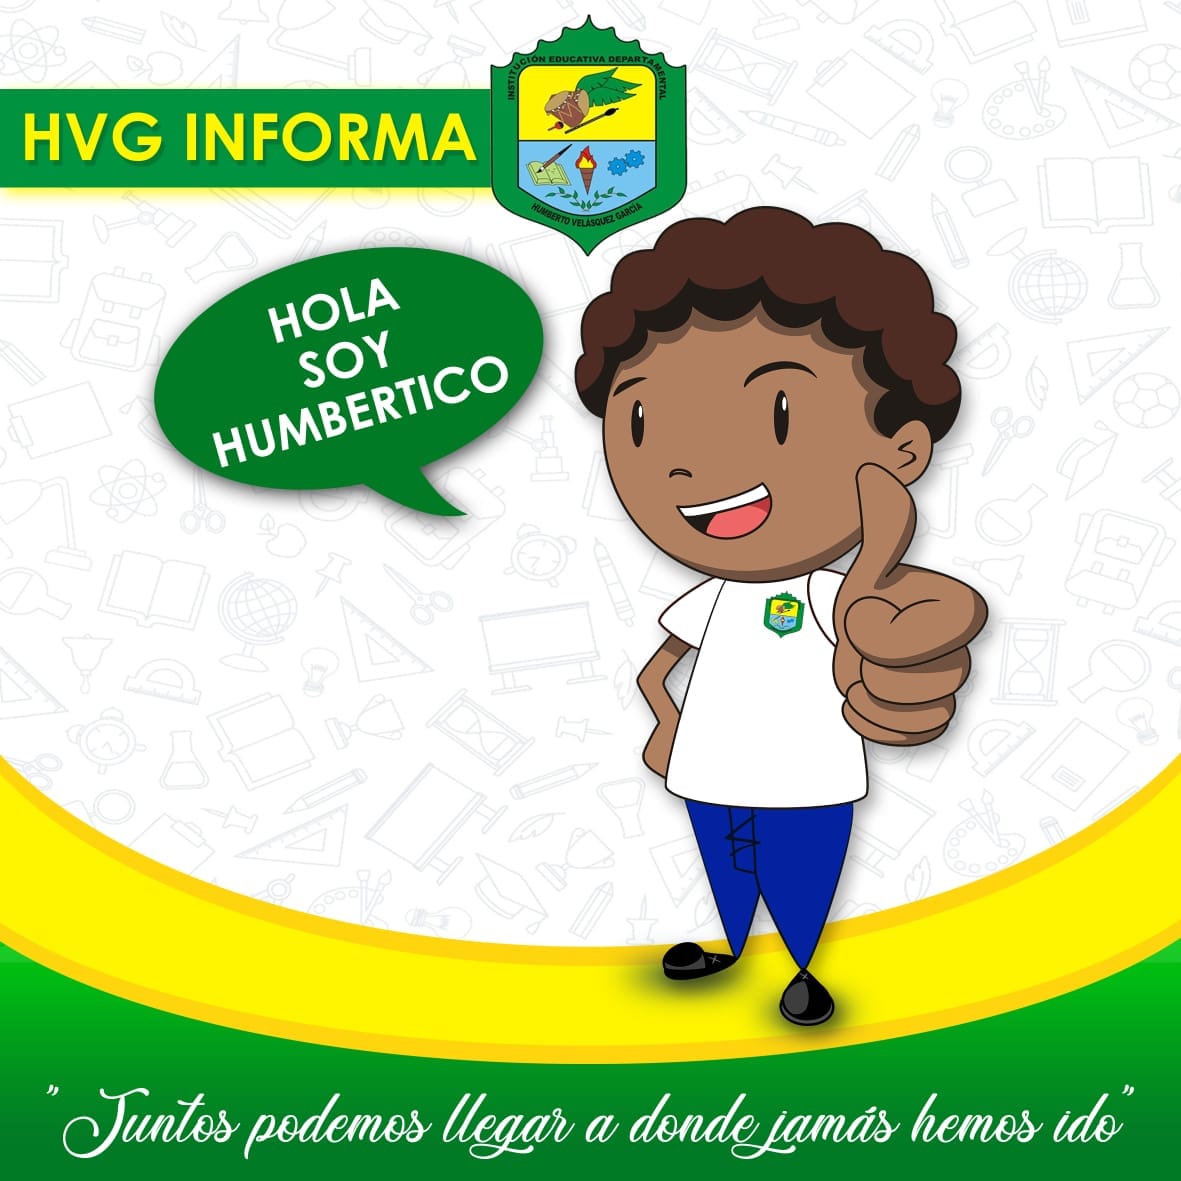 HVG INFORMA
INSTITUCIÓN EDUCATIVA DEPARTAMENTAL
HUMBERTO VELÁSQUEZ GARCÍA
HOLA
SOY
HUMBERTICO
" Juntos podemos llegar a donde jamás hemos ido"